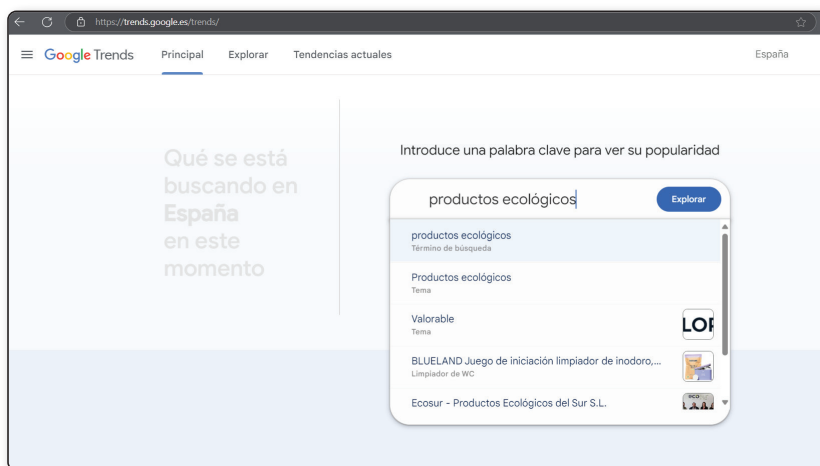 https://trends.google.es/trends/
Google Trends
Principal
Explorar
Tendencias actuales
España
Qué se está
buscando en
España
en este
momento
Introduce una palabra clave para ver su popularidad
productos ecológicos
Explorar
productos ecológicos
Término de búsqueda
Productos ecológicos
Tema
Valorable
Tema
LOR
BLUELAND Juego de iniciación limpiador de inodoro,...
Limpiador de WC
Ecosur - Productos Ecológicos del Sur S.L.
eco